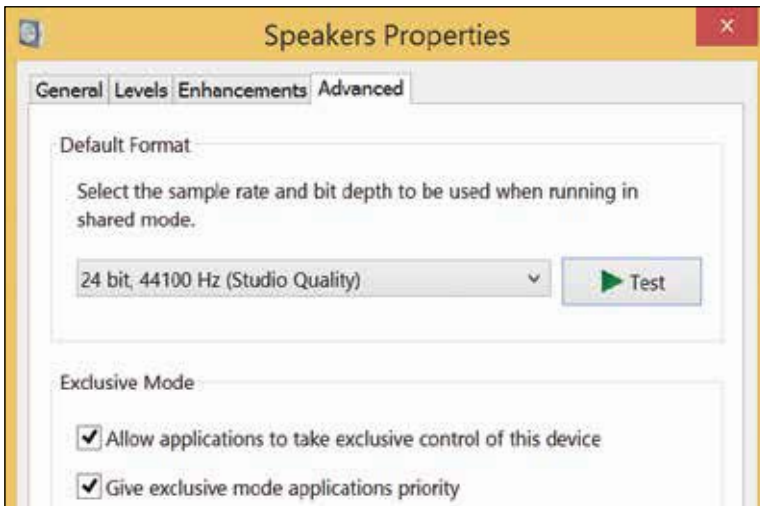 Speakers Properties
x
General Levels Enhancements Advanced
Default Format
Select the sample rate and bit depth to be used when running in
shared mode.
24 bit, 44100 Hz (Studio Quality)
Test
Exclusive Mode
Allow applications to take exclusive control of this device
Give exclusive mode applications priority